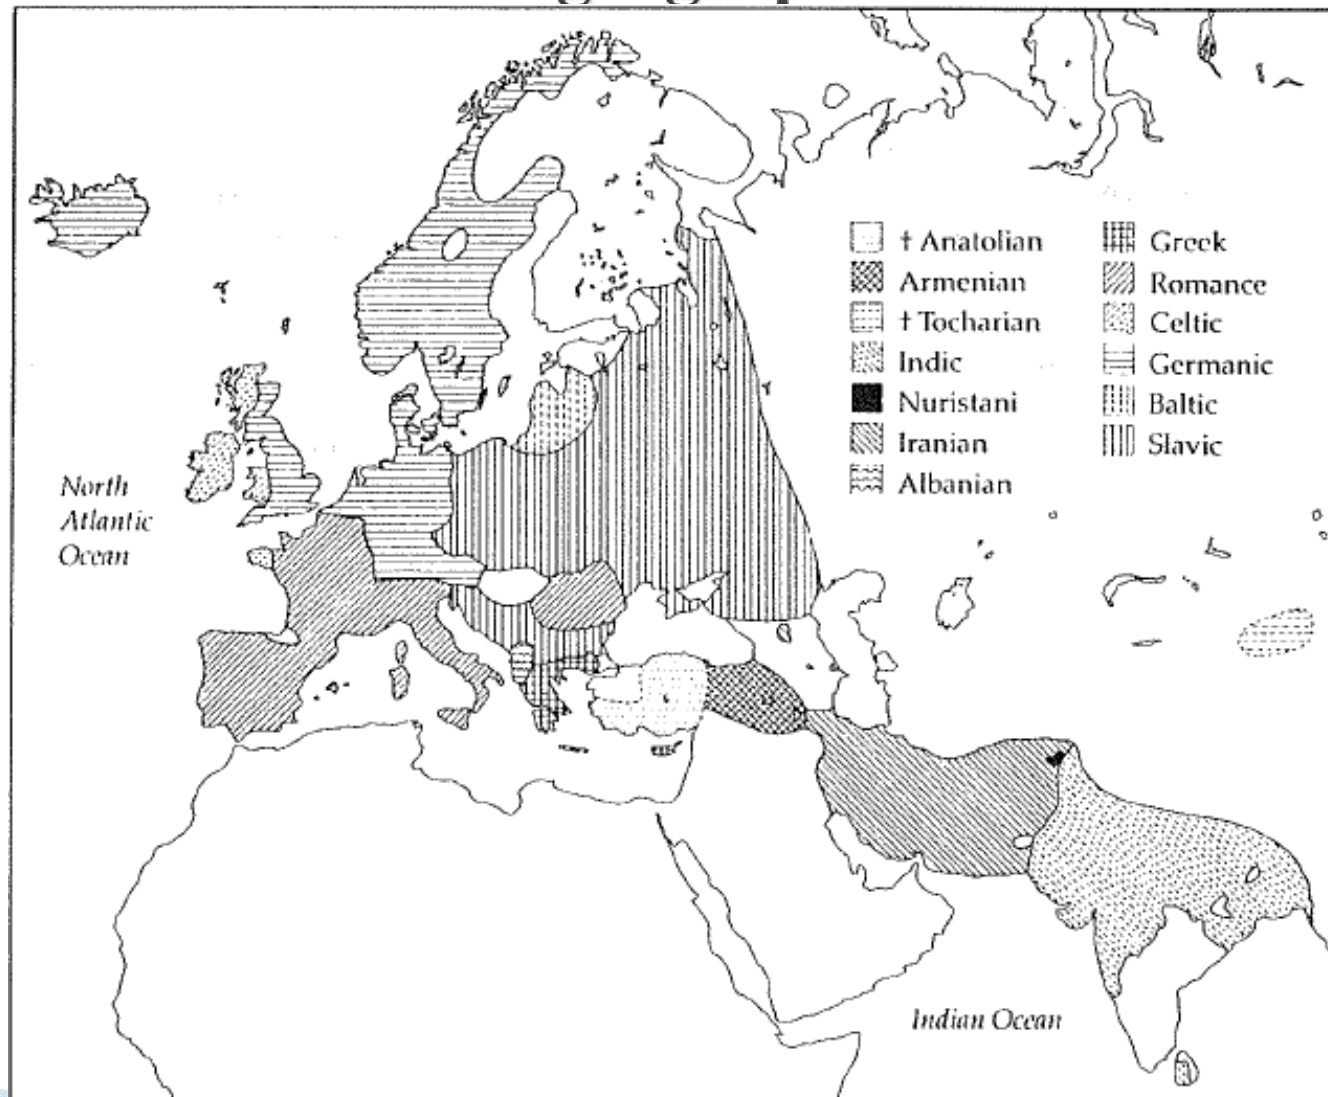 † Anatolian
Armenian
† Tocharian
Indic
Nuristani
Iranian
Albanian
Greek
Romance
Celtic
Germanic
Baltic
Slavic
North
Atlantic
Ocean
Indian Ocean